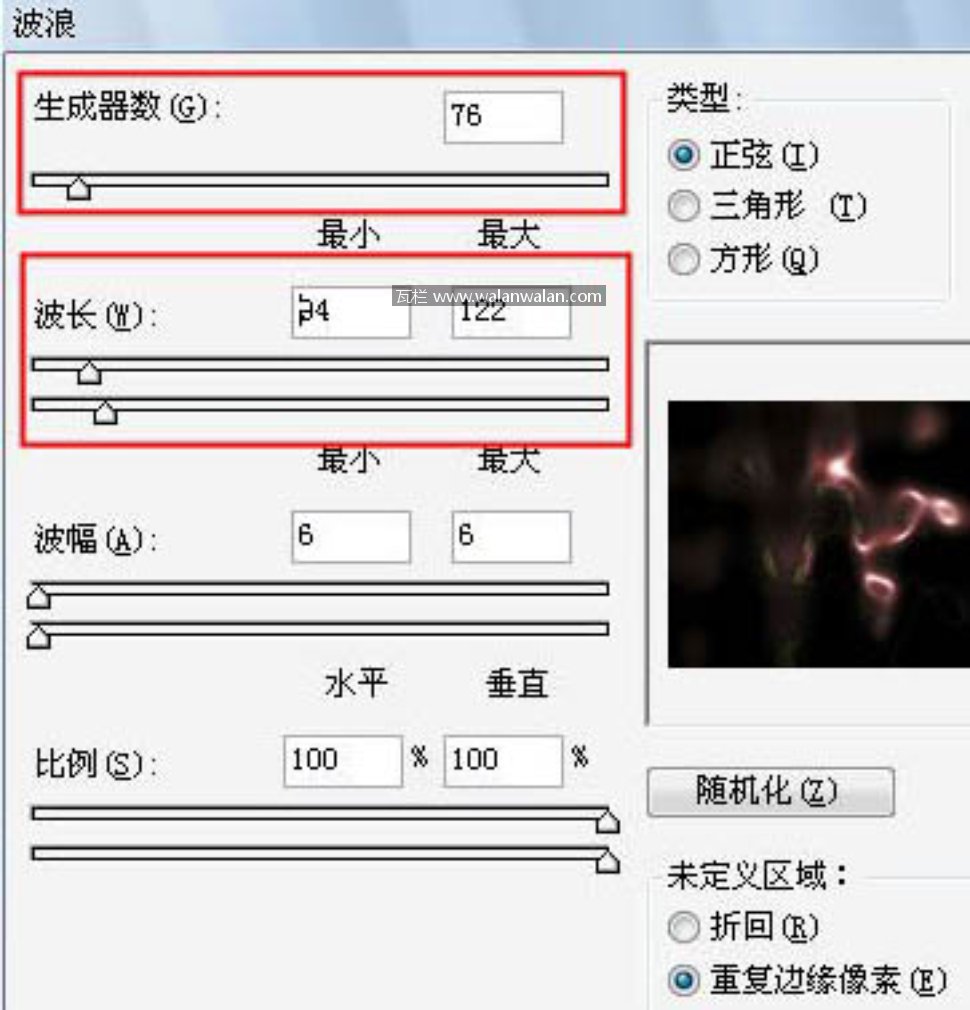 波浪
生成器数(G):
76
最小 最大
波长(W):
94 122
瓦栏 www.walanwalan.com
最小 最大
波幅(A):
6 6
水平 垂直
比例(S):
100 % 100 %
类型:
正弦(I)
三角形 (T)
方形(Q)
随机化(Z)
未定义区域:
折回(R)
重复边缘像素(E)